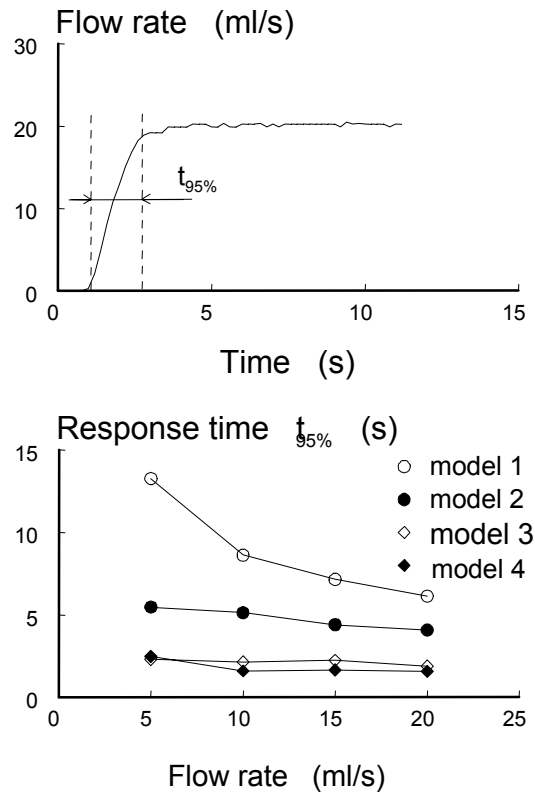 Flow rate (ml/s)
30
20
t95%
10
0
0 5 10 15
Time (s)
Response time t95% (s)
15
model 1
model 2
10
model 3
model 4
5
0
0 5 10 15 20 25
Flow rate (ml/s)